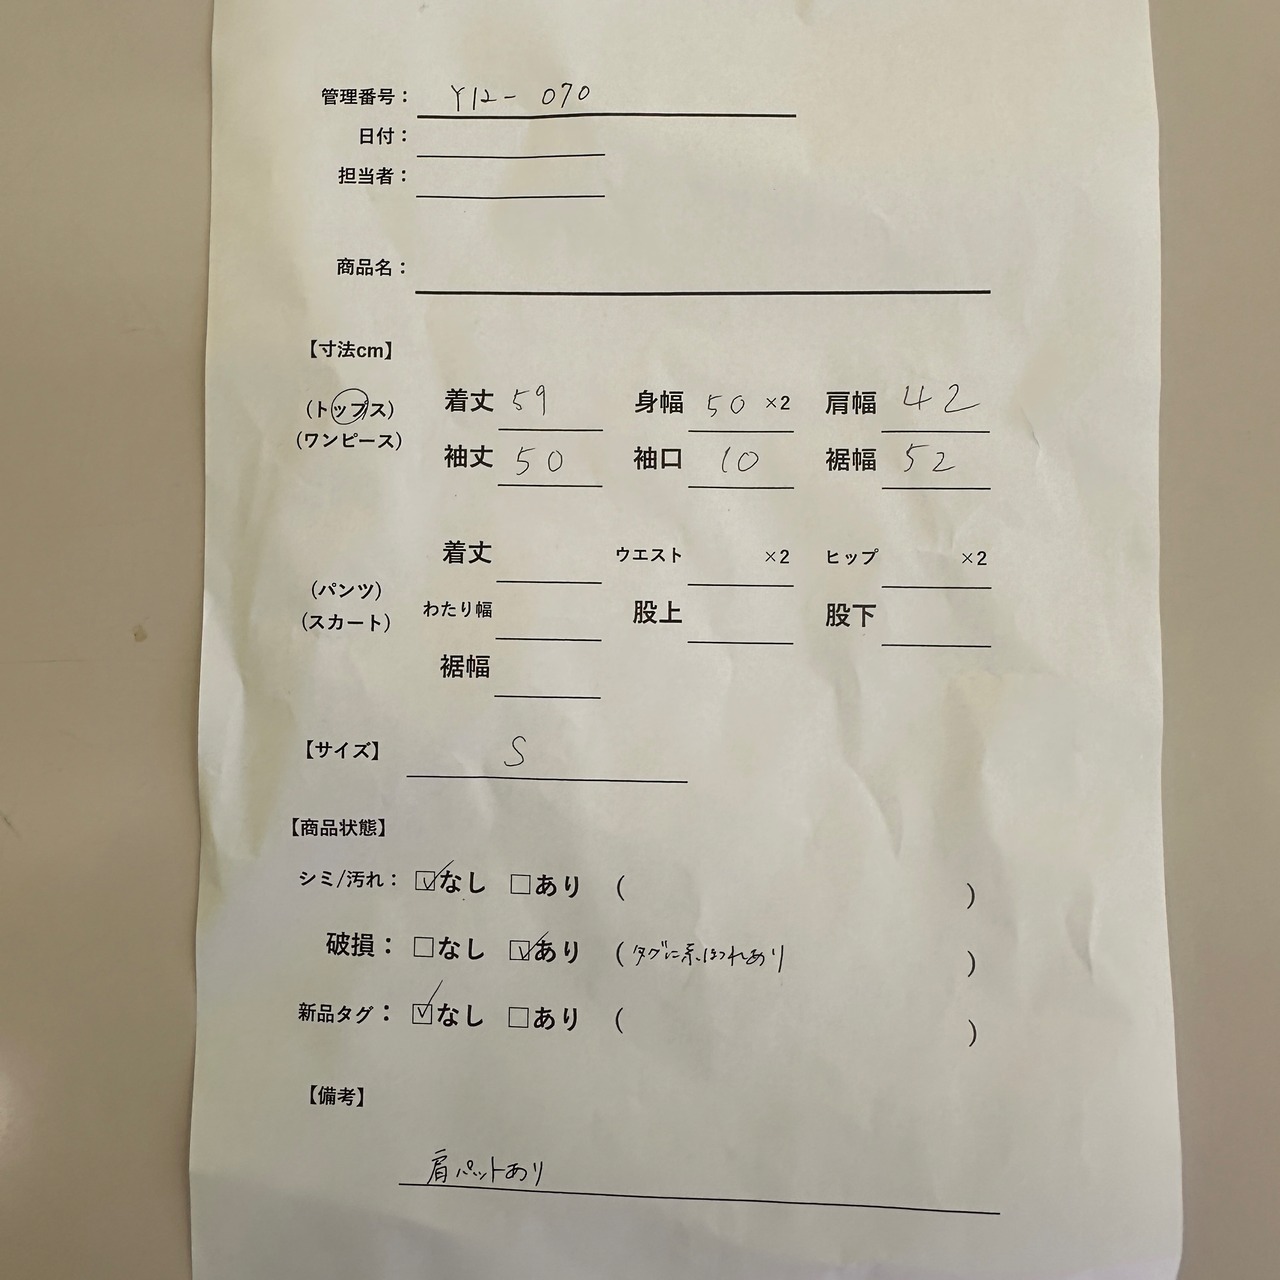 管理番号： Y12- 070
日付：
担当者：
商品名：
【寸法cm】
(トップス) 着丈 59 身幅 50 ×2 肩幅 42
(ワンピース) 袖丈 50 袖口 10 裾幅 52
着丈 ウエスト ×2 ヒップ ×2
(パンツ) わたり幅 股上 股下
(スカート)
裾幅
【サイズ】 S
【商品状態】
シミ/汚れ： ☑なし □あり ( )
破損： □なし ☑あり (タグに糸ほつれあり )
新品タグ： ☑なし □あり ( )
【備考】
肩パットあり